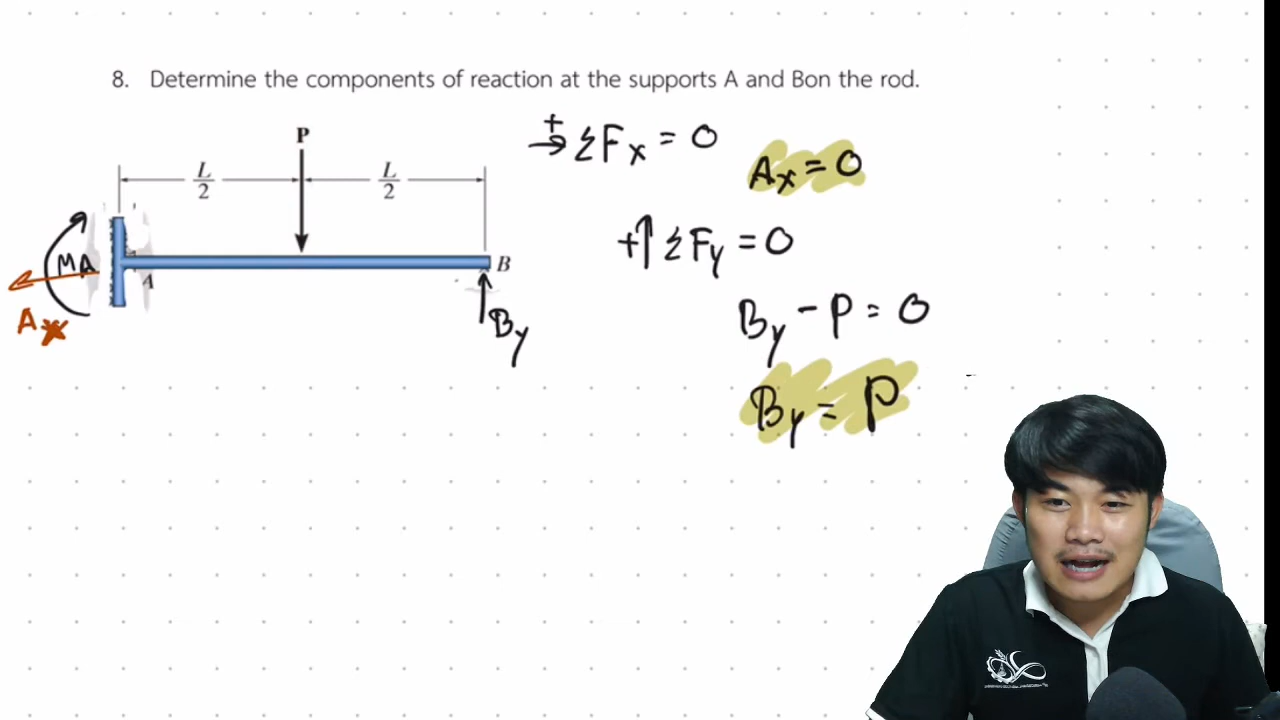 8. Determine the components of reaction at the supports A and Bon the rod.
P
L/2
L/2
MA
A
B
Ax
By
+→ ΣFx = 0
Ax = 0
+↑ ΣFy = 0
By - P = 0
By = P